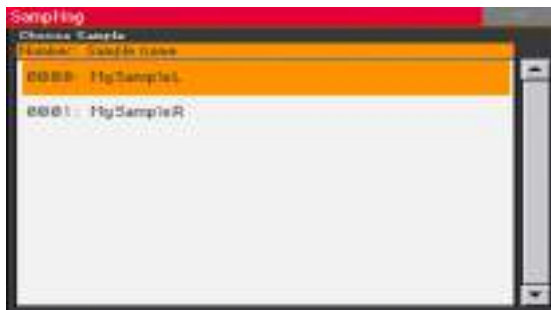 Sampling
Choose Sample
Number: Sample name
0000: MySampleL
0001: MySampleR